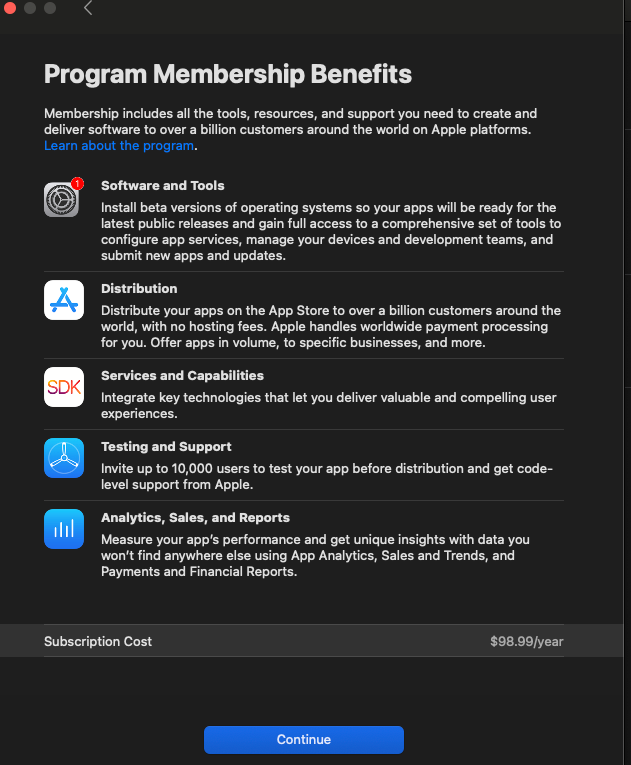 Program Membership Benefits
Membership includes all the tools, resources, and support you need to create and
deliver software to over a billion customers around the world on Apple platforms.
Learn about the program.
1
Software and Tools
Install beta versions of operating systems so your apps will be ready for the
latest public releases and gain full access to a comprehensive set of tools to
configure app services, manage your devices and development teams, and
submit new apps and updates.
Distribution
Distribute your apps on the App Store to over a billion customers around the
world, with no hosting fees. Apple handles worldwide payment processing
for you. Offer apps in volume, to specific businesses, and more.
SDK
Services and Capabilities
Integrate key technologies that let you deliver valuable and compelling user
experiences.
Testing and Support
Invite up to 10,000 users to test your app before distribution and get code-
level support from Apple.
Analytics, Sales, and Reports
Measure your app's performance and get unique insights with data you
won't find anywhere else using App Analytics, Sales and Trends, and
Payments and Financial Reports.
Subscription Cost $98.99/year
Continue